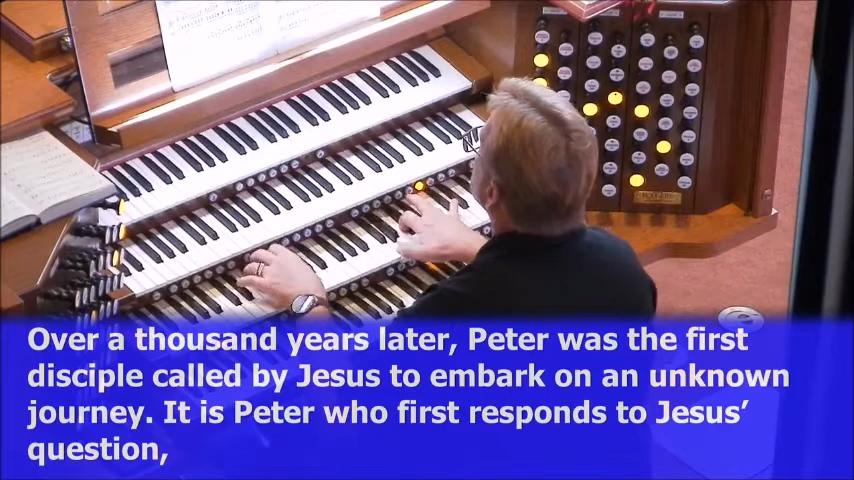 Over a thousand years later, Peter was the first
disciple called by Jesus to embark on an unknown
journey. It is Peter who first responds to Jesus’
question,